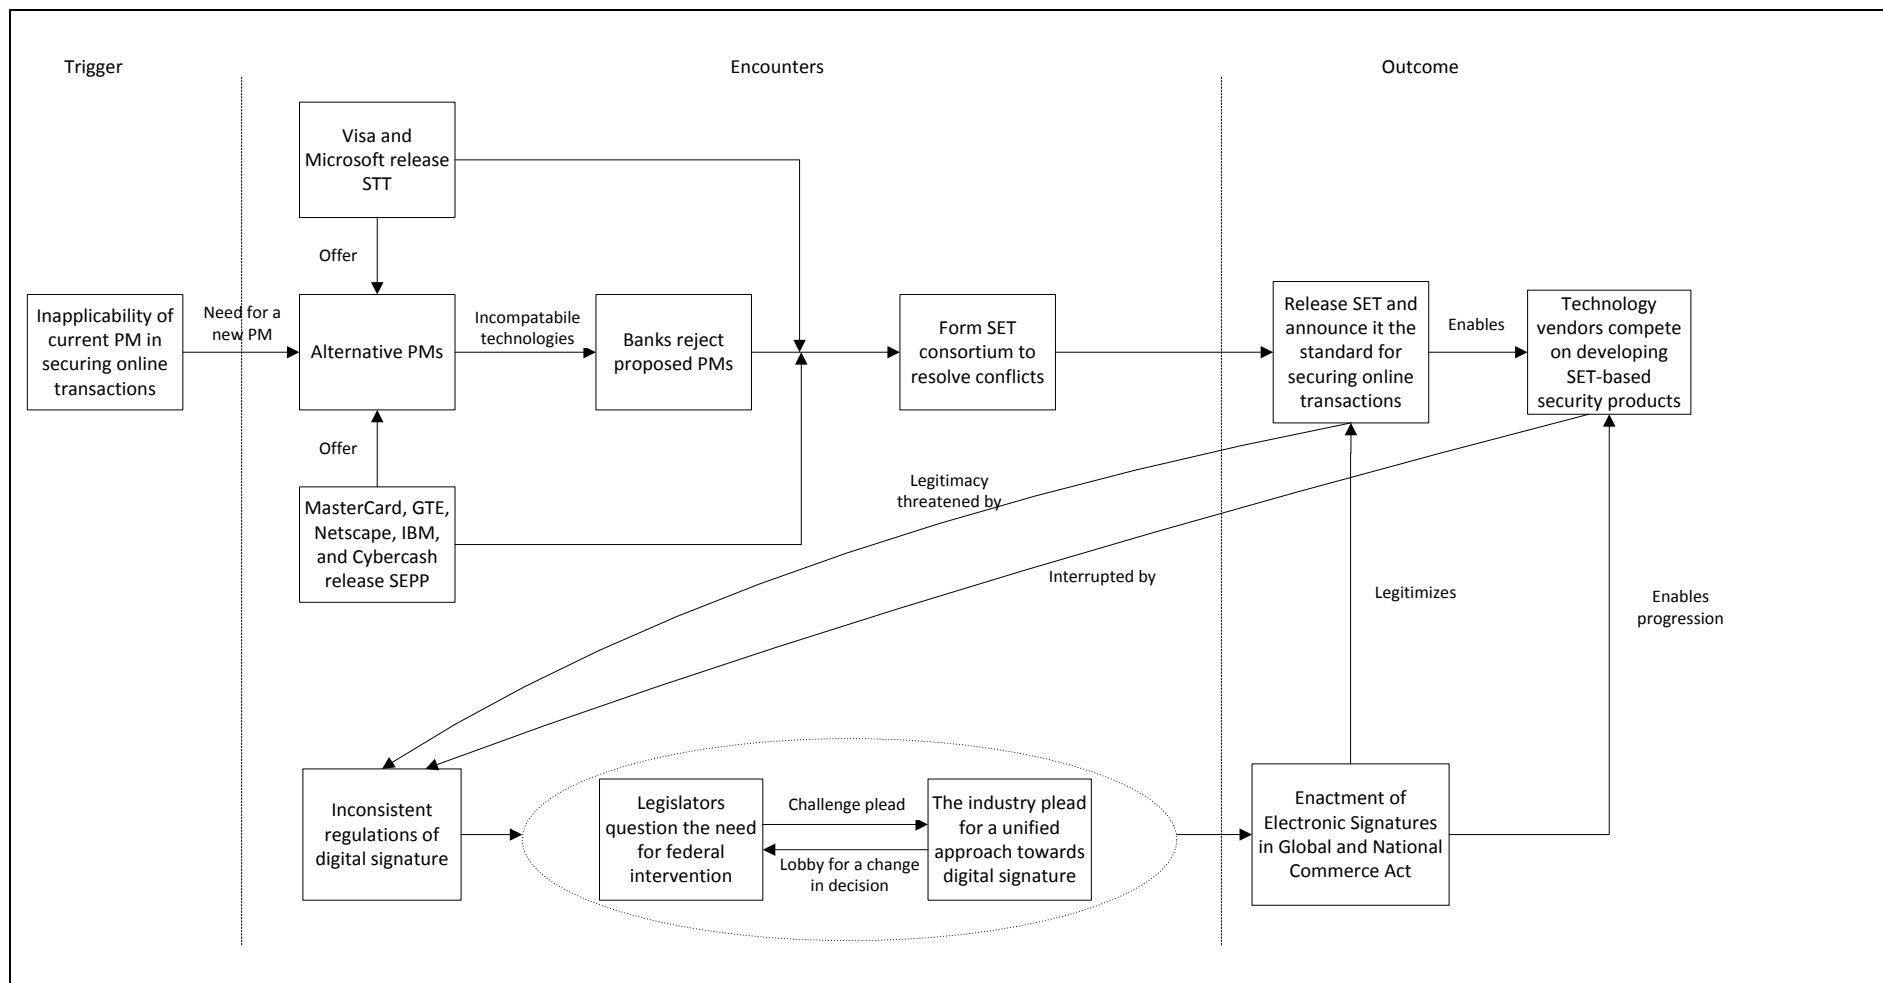 Trigger
Encounters
Outcome
Visa and
Microsoft release
STT
Offer
Inapplicability of
current PM in
securing online
transactions
Need for a
new PM
Alternative PMs
Incompatabile
technologies
Banks reject
proposed PMs
Form SET
consortium to
resolve conflicts
Release SET and
announce it the
standard for
securing online
transactions
Enables
Technology
vendors compete
on developing
SET-based
security products
Offer
MasterCard, GTE,
Netscape, IBM,
and Cybercash
release SEPP
Legitimacy
threatened by
Interrupted by
Legitimizes
Enables
progression
Inconsistent
regulations of
digital signature
Legislators
question the need
for federal
intervention
Challenge plead
Lobby for a change
in decision
The industry plead
for a unified
approach towards
digital signature
Enactment of
Electronic Signatures
in Global and National
Commerce Act